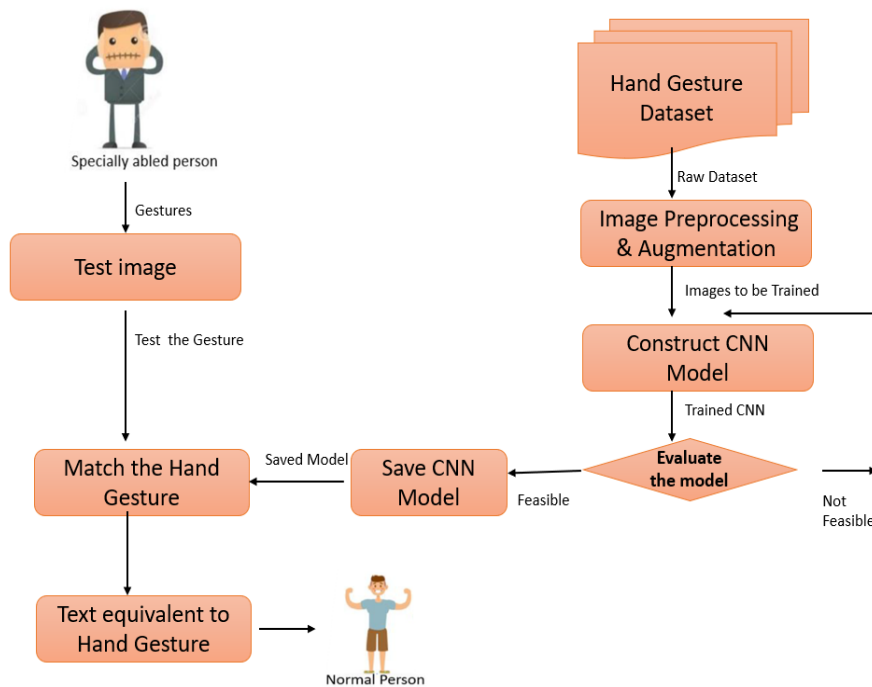 Specially abled person
Gestures
Test image
Test the Gesture
Match the Hand
Gesture
Text equivalent to
Hand Gesture
Normal Person
Hand Gesture
Dataset
Raw Dataset
Image Preprocessing
& Augmentation
Images to be Trained
Construct CNN
Model
Trained CNN
Evaluate
the model
Not
Feasible
Feasible
Save CNN
Model
Saved Model